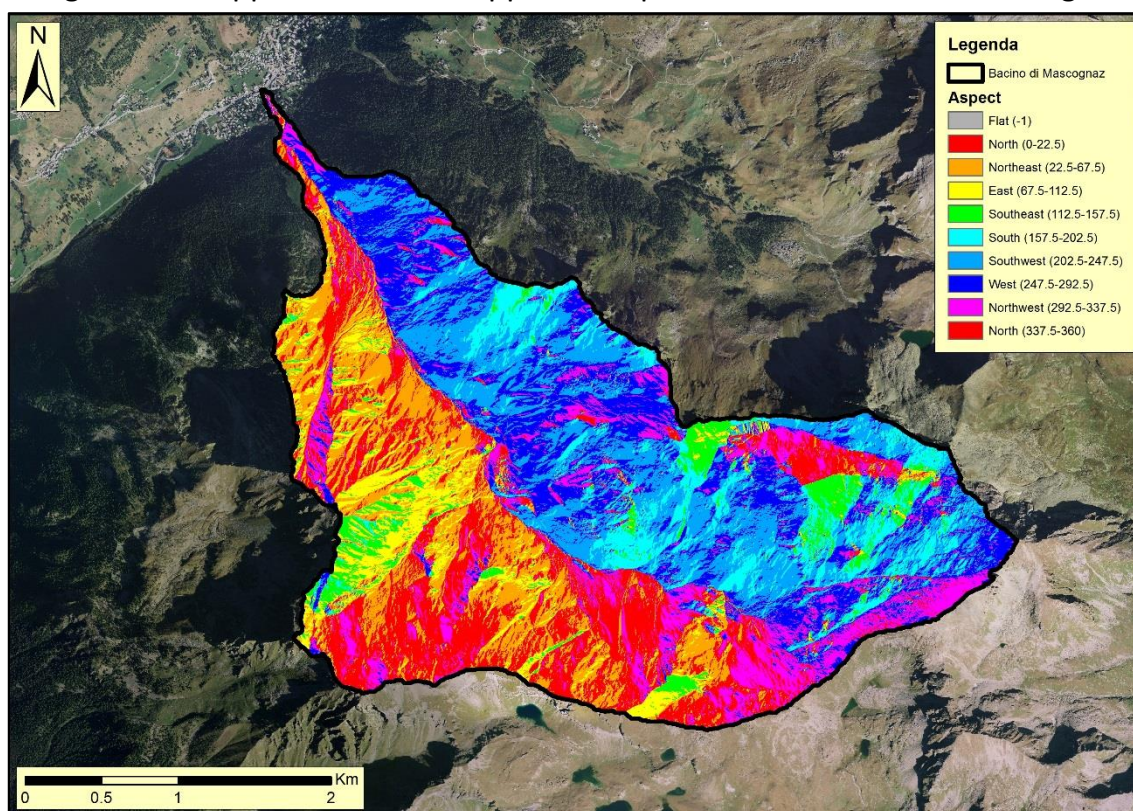 N
Legenda
Bacino di Mascognaz
Aspect
Flat (-1)
North (0-22.5)
Northeast (22.5-67.5)
East (67.5-112.5)
Southeast (112.5-157.5)
South (157.5-202.5)
Southwest (202.5-247.5)
West (247.5-292.5)
Northwest (292.5-337.5)
North (337.5-360)
Km
0 0.5 1 2